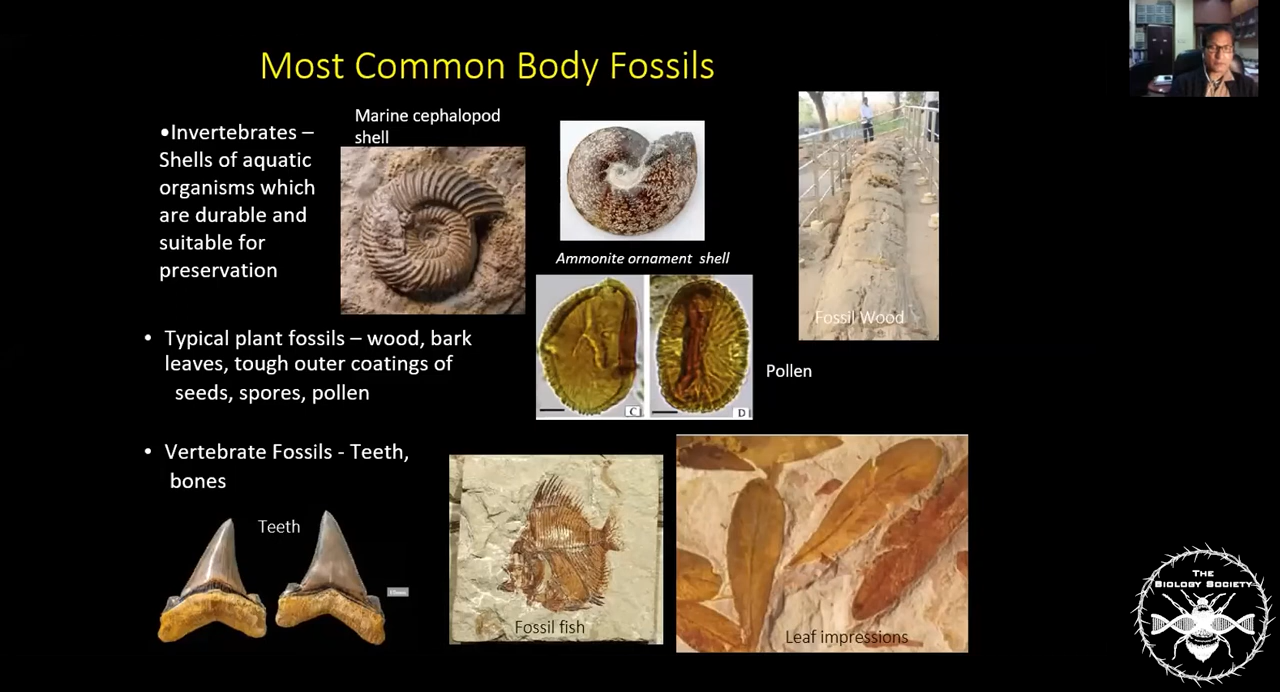 Most Common Body Fossils
•Invertebrates –
Shells of aquatic
organisms which
are durable and
suitable for
preservation
Marine cephalopod
shell
Ammonite ornament shell
Fossil Wood
• Typical plant fossils – wood, bark
leaves, tough outer coatings of
seeds, spores, pollen
C
D
Pollen
• Vertebrate Fossils - Teeth,
bones
Teeth
Fossil fish
Leaf impressions
THE
BIOLOGY SOCIETY